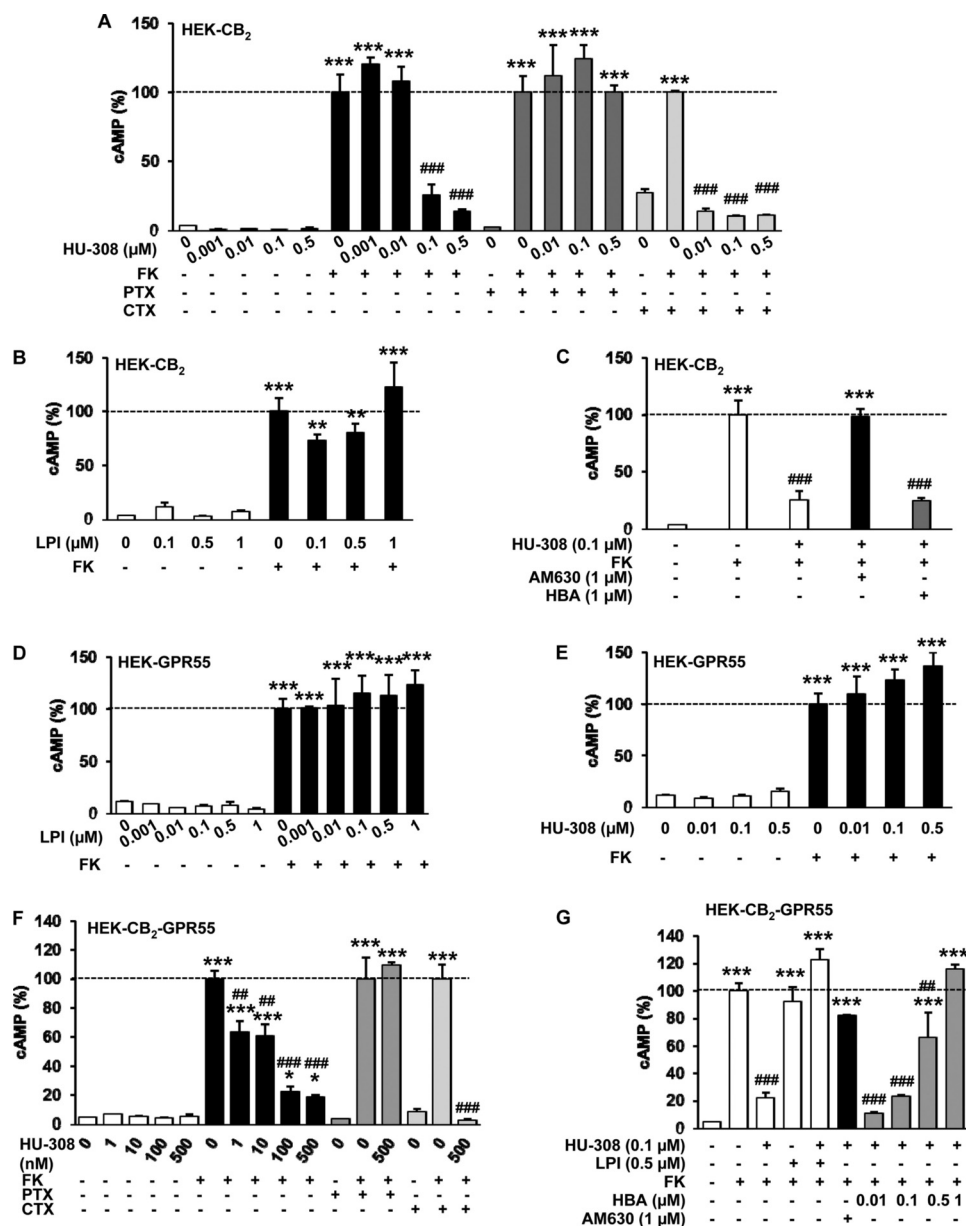 A
HEK-CB₂
cAMP (%)
150
100
50
0
*** *** *** ### ### *** *** *** *** *** ### ### ###
HU-308 (µM) 0 0.001 0.01 0.1 0.5 0 0.001 0.01 0.1 0.5 0 0 0.01 0.1 0.5 0 0 0.01 0.1 0.5
FK - - - - - + + + + + - + + + + - + + + +
PTX - - - - - - - - - - + + + + + - - - - -
CTX - - - - - - - - - - - - - - - + + + + +
B
HEK-CB₂
cAMP (%)
150
100
50
0
*** ** ** ***
LPI (µM) 0 0.1 0.5 1 0 0.1 0.5 1
FK - - - - + + + +
C
HEK-CB₂
cAMP (%)
150
100
50
0
*** ### *** ###
HU-308 (0.1 µM) - - + + +
FK - + + + +
AM630 (1 µM) - - - + -
HBA (1 µM) - - - - +
D
HEK-GPR55
cAMP (%)
150
100
50
0
*** *** *** *** *** ***
LPI (µM) 0 0.001 0.01 0.1 0.5 1 0 0.001 0.01 0.1 0.5 1
FK - - - - - - + + + + + +
E
HEK-GPR55
cAMP (%)
150
100
50
0
*** *** *** ***
HU-308 (µM) 0 0.01 0.1 0.5 0 0.01 0.1 0.5
FK - - - - + + + +
F
HEK-CB₂-GPR55
cAMP (%)
140
120
100
80
60
40
20
0
## ## ### ###
*** *** *** * * *** *** *** ###
HU-308 (nM) 0 1 10 100 500 0 1 10 100 500 0 0 500 0 0 500
FK - - - - - + + + + + - + + - + +
PTX - - - - - - - - - - + + + - - -
CTX - - - - - - - - - - - - - + + +
G
HEK-CB₂-GPR55
cAMP (%)
140
120
100
80
60
40
20
0
##
*** ### *** *** *** ### ### *** ***
HU-308 (0.1 µM) - - + - + + + + + +
LPI (0.5 µM) - - - + + - - - - -
FK - + + + + + + + + +
HBA (µM) - - - - - - 0.01 0.1 0.5 1
AM630 (1 µM) - - - - - + - - - -